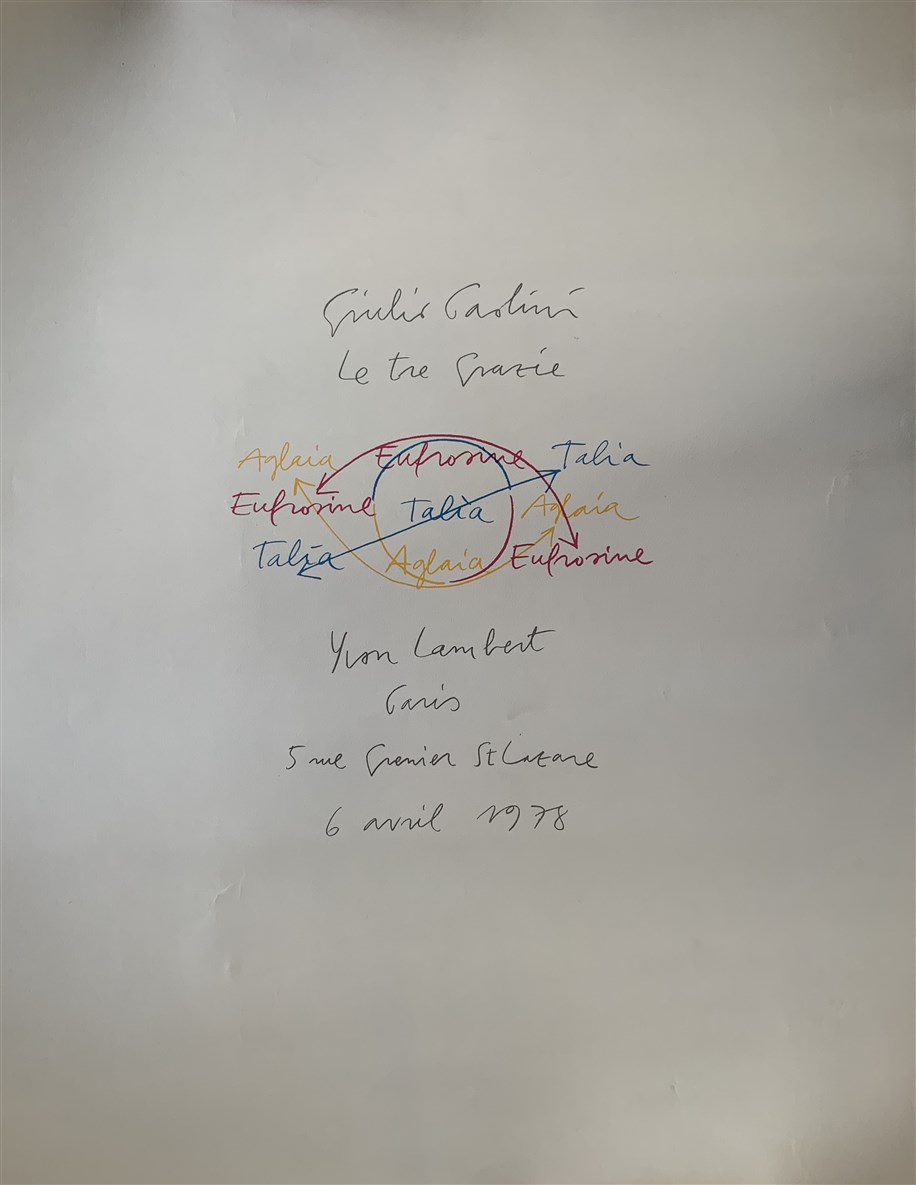 Giulio Paolini
Le tre Grazie
Aglaia Eufrosine Talia
Eufrosine Talia Aglaia
Talia Aglaia Eufrosine
Yvon Lambert
Paris
5 rue Grenier St Lazare
6 avril 1978